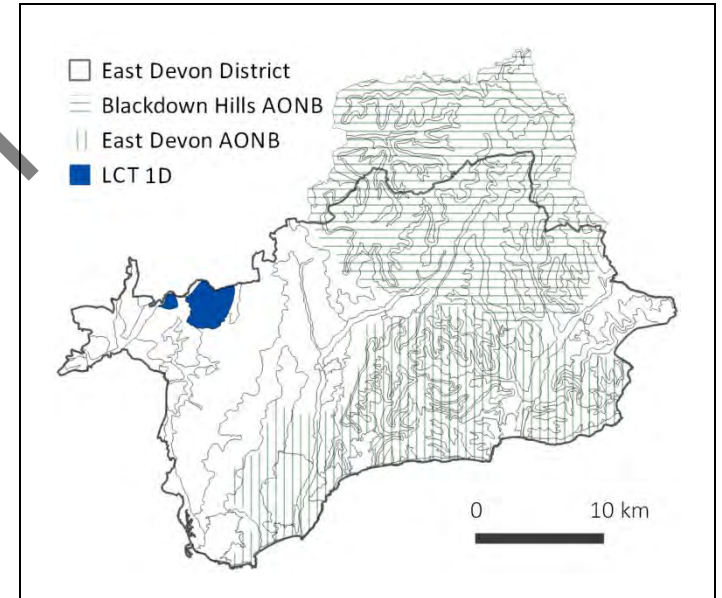 East Devon District
Blackdown Hills AONB
East Devon AONB
LCT 1D
0 10 km